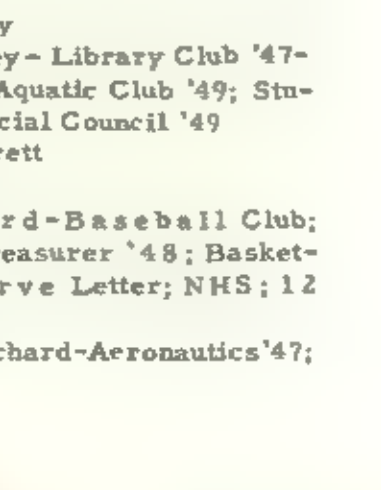 y
ey- Library Club '47-
Aquatic Club '49; Stu-
cial Council '49
rett
rd-Baseball Club;
easurer '48; Basket-
rve Letter; NHS; 12
chard-Aeronautics'47;